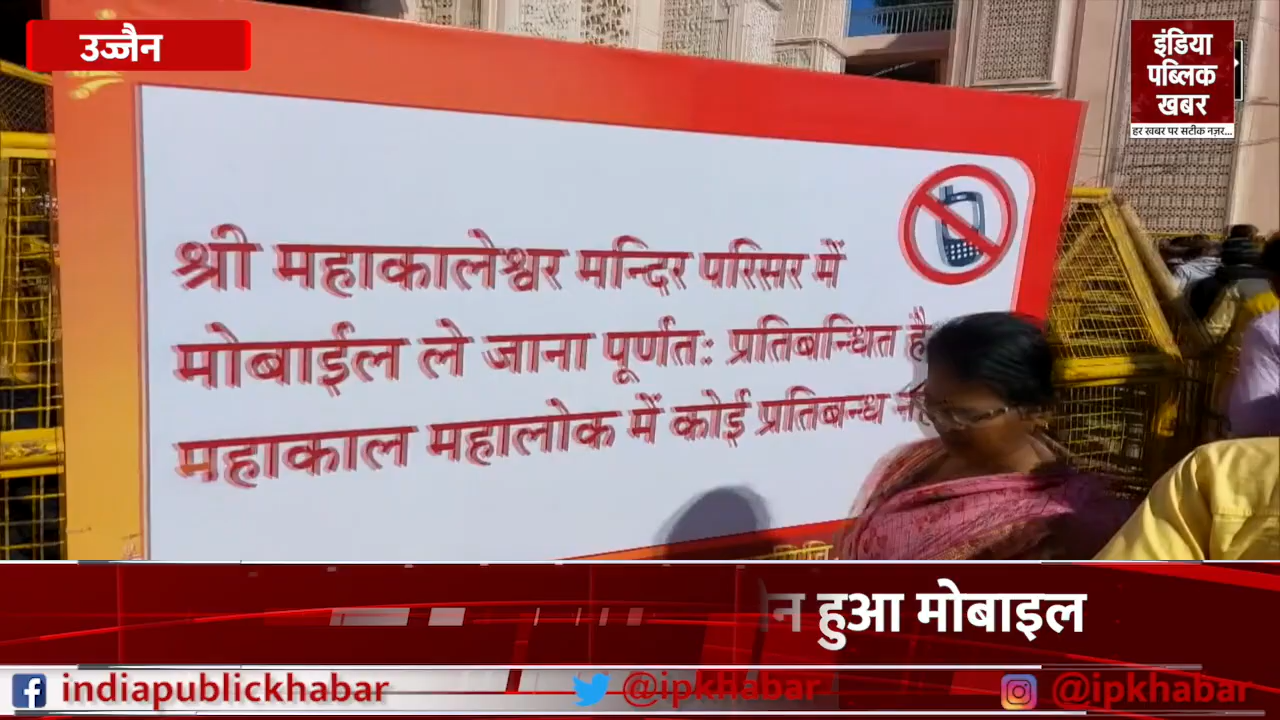 उज्जैन
इंडिया
पब्लिक
खबर
हर खबर पर सटीक नज़र...
श्री महाकालेश्वर मन्दिर परिसर में
मोबाईल ले जाना पूर्णतः प्रतिबन्धित है
महाकाल महालोक में कोई प्रतिबन्ध
हुआ मोबाइल
indiapublickhabar
@ipkhabar
@ipkhabar